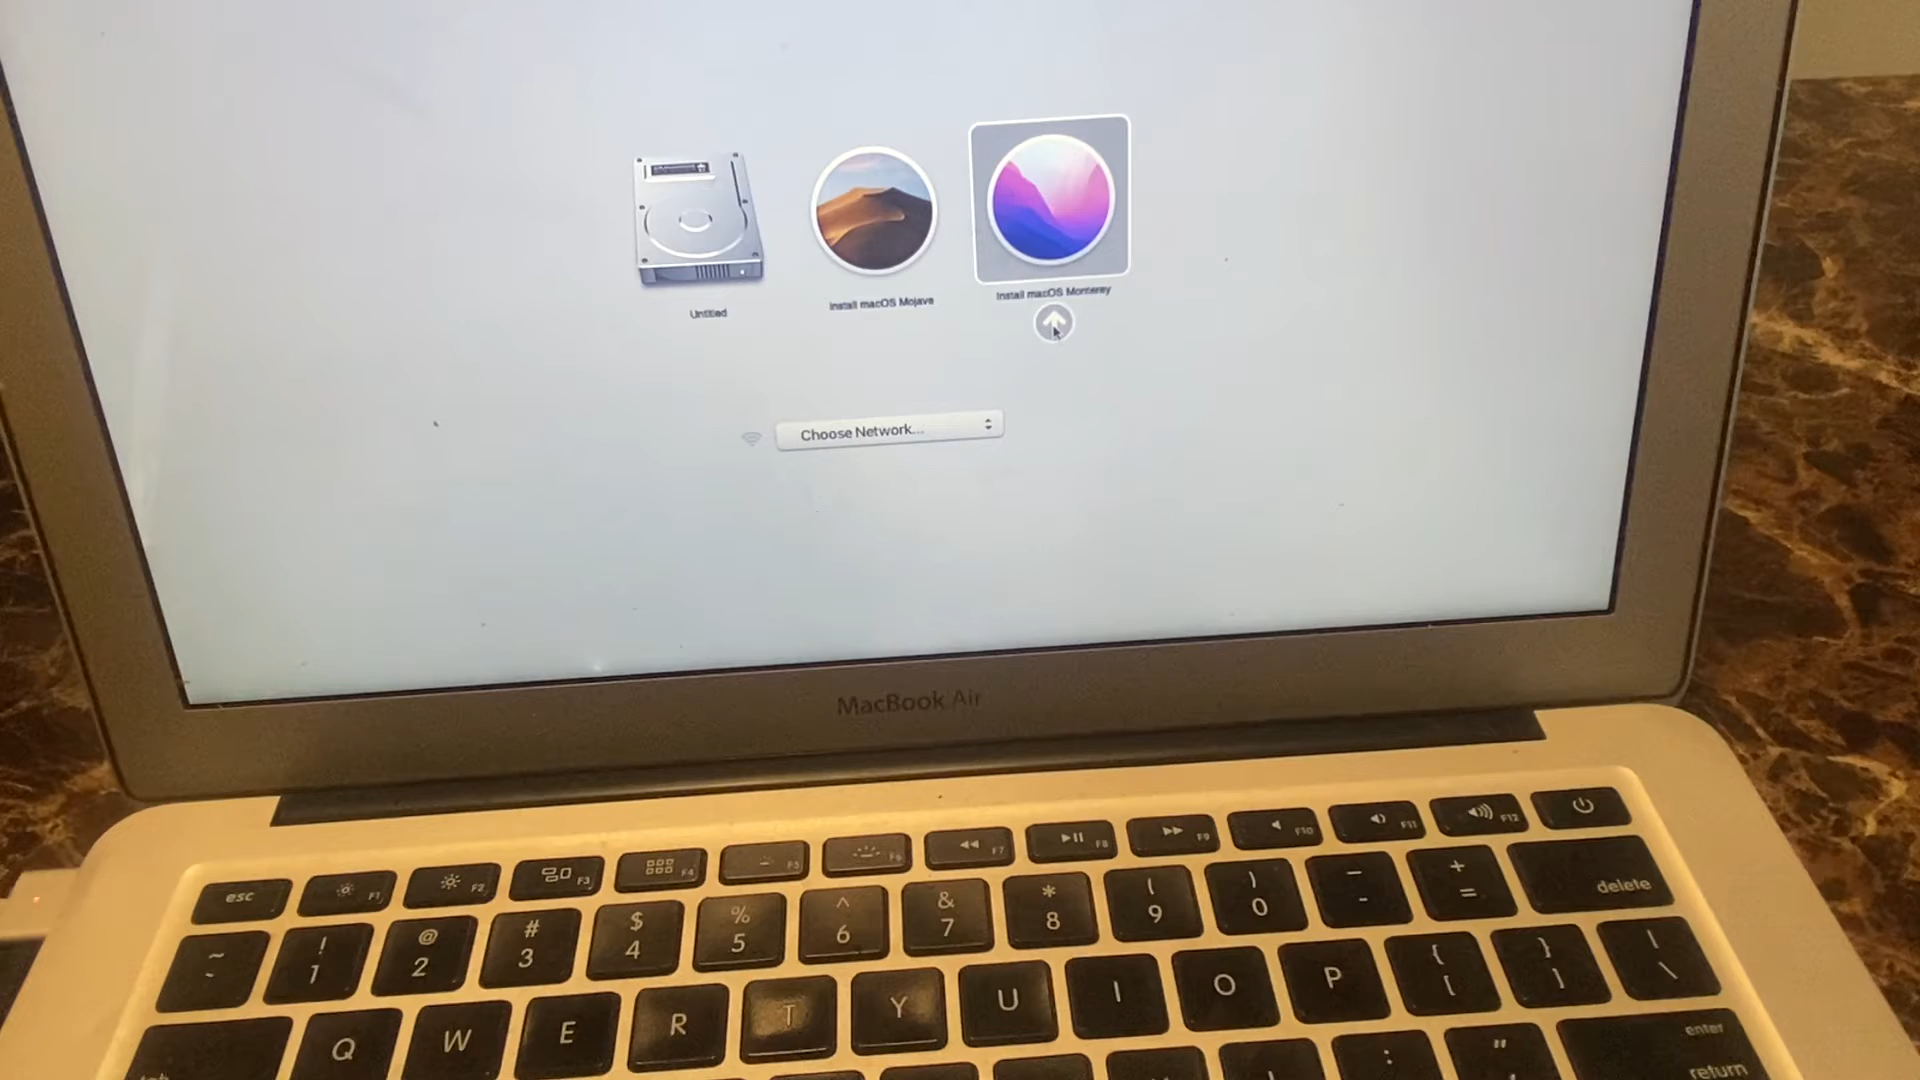 Untitled
Install macOS Mojave
Install macOS Monterey
Choose Network...
MacBook Air
esc F1 F2 F3 F4 F5 F6 F7 F8 F9 F10 F11 F12
~ ! 1 @ 2 # 3 $ 4 % 5 ^ 6 & 7 * 8 ( 9 ) 0 - + = delete
Q W E R T Y U I O P { [ } ] | \
tab
: " enter
return